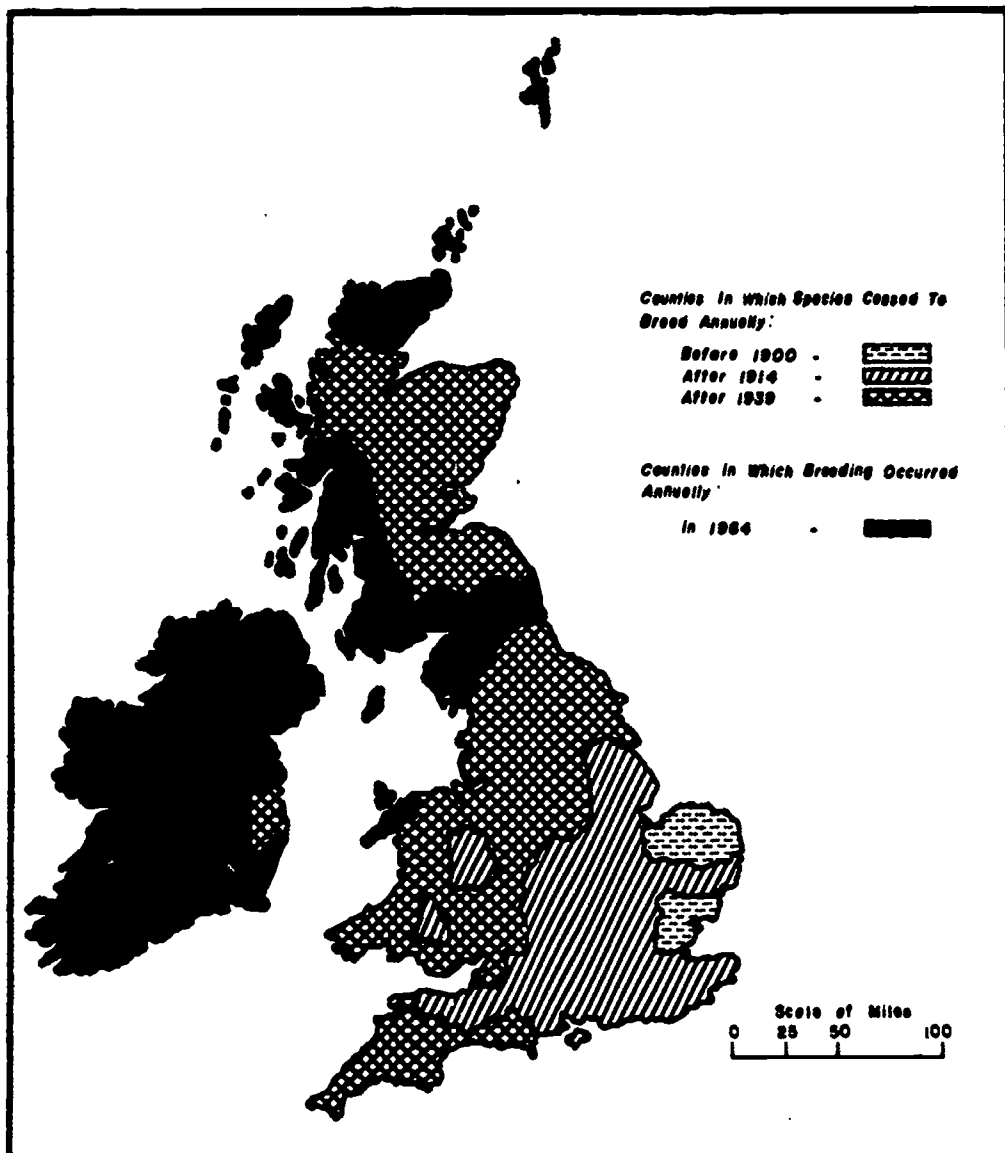 Counties In Which Species Ceased To
Breed Annually:
Before 1900 -
After 1914 -
After 1939 -
Counties In Which Breeding Occurred
Annually:
In 1964 -
Scale of Miles
0 25 50 100